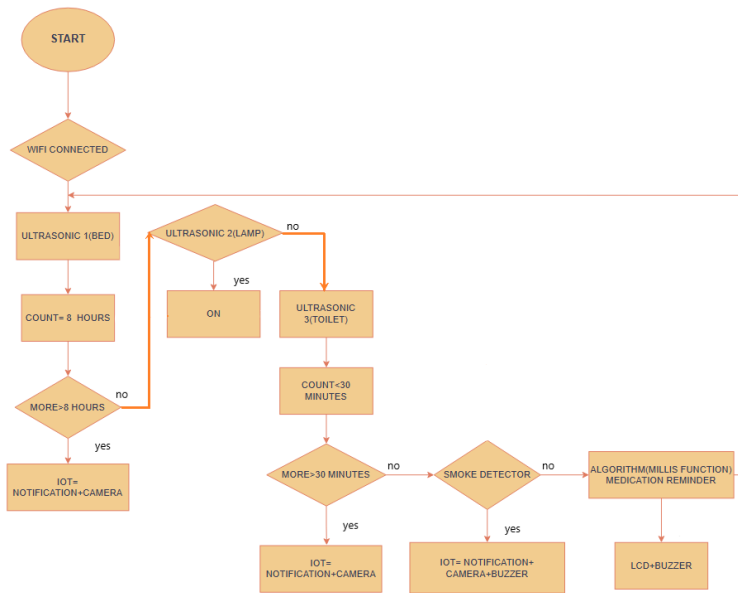 START
WIFI CONNECTED
ULTRASONIC 1(BED)
COUNT= 8 HOURS
MORE>8 HOURS
no
yes
IOT=
NOTIFICATION+CAMERA
ULTRASONIC 2(LAMP)
no
yes
ON
ULTRASONIC
3(TOILET)
COUNT<30
MINUTES
MORE>30 MINUTES
no
yes
IOT=
NOTIFICATION+CAMERA
SMOKE DETECTOR
no
yes
IOT= NOTIFICATION+
CAMERA+BUZZER
ALGORITHM(MILLIS FUNCTION)
MEDICATION REMINDER
LCD+BUZZER